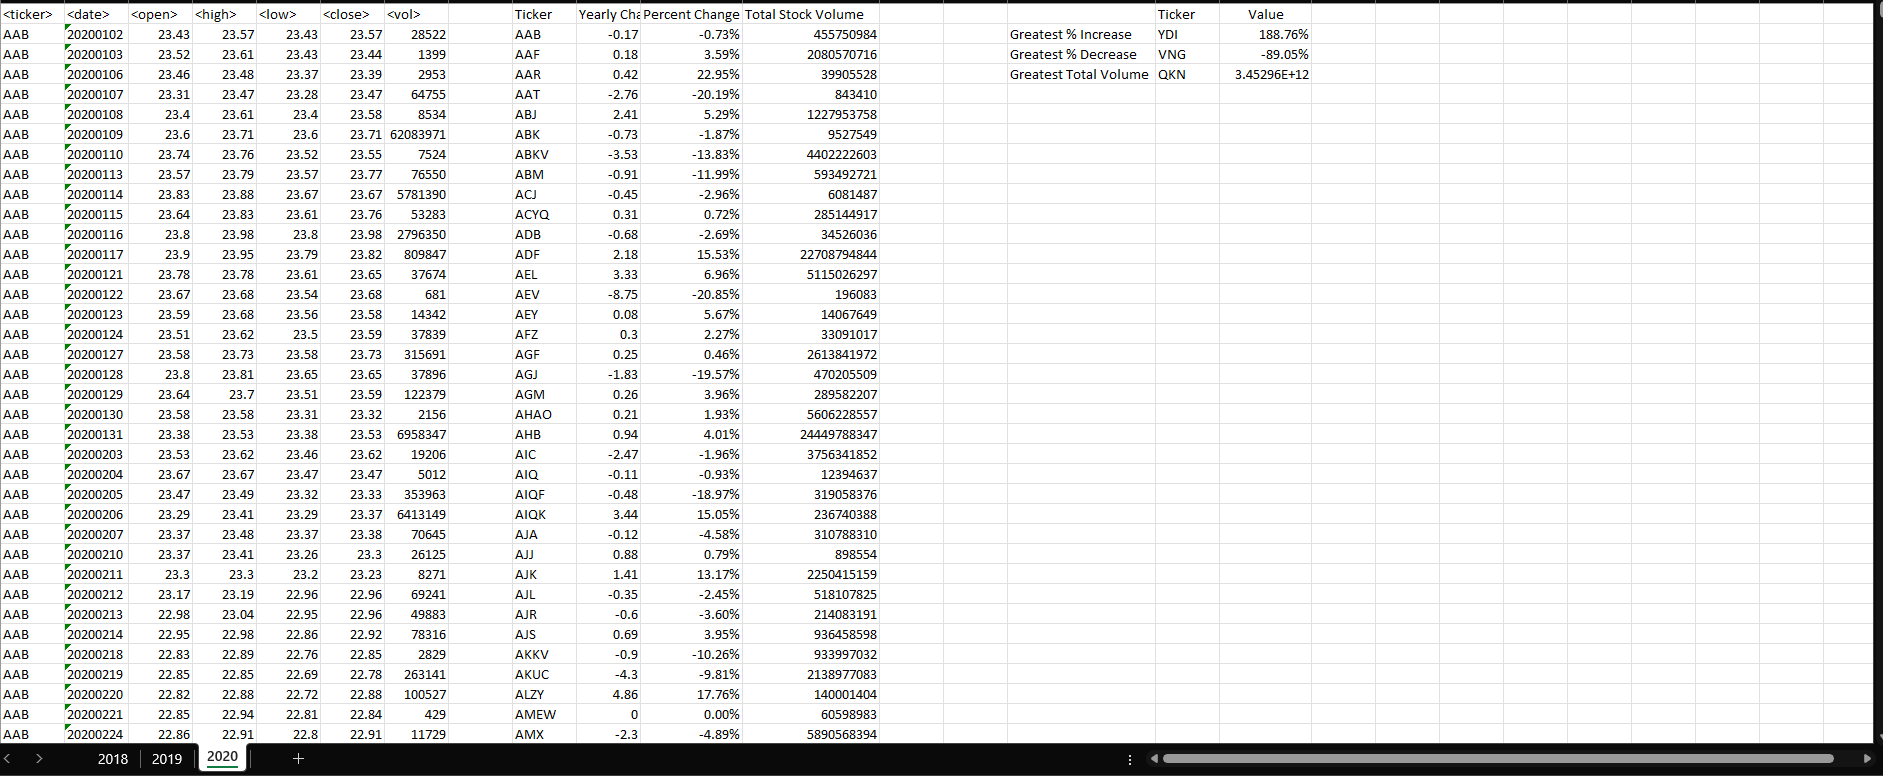 <ticker> <date> <open> <high> <low> <close> <vol> Ticker Yearly Cha Percent Change Total Stock Volume Ticker Value
AAB 20200102 23.43 23.57 23.43 23.57 28522 AAB -0.17 -0.73% 455750984 Greatest % Increase YDI 188.76%
AAB 20200103 23.52 23.61 23.43 23.44 1399 AAF 0.18 3.59% 2080570716 Greatest % Decrease VNG -89.05%
AAB 20200106 23.46 23.48 23.37 23.39 2953 AAR 0.42 22.95% 39905528 Greatest Total Volume QKN 3.45296E+12
AAB 20200107 23.31 23.47 23.28 23.47 64755 AAT -2.76 -20.19% 843410
AAB 20200108 23.4 23.61 23.4 23.58 8534 ABJ 2.41 5.29% 1227953758
AAB 20200109 23.6 23.71 23.6 23.71 62083971 ABK -0.73 -1.87% 9527549
AAB 20200110 23.74 23.76 23.52 23.55 7524 ABKV -3.53 -13.83% 4402222603
AAB 20200113 23.57 23.79 23.57 23.77 76550 ABM -0.91 -11.99% 593492721
AAB 20200114 23.83 23.88 23.67 23.67 5781390 ACJ -0.45 -2.96% 6081487
AAB 20200115 23.64 23.83 23.61 23.76 53283 ACYQ 0.31 0.72% 285144917
AAB 20200116 23.8 23.98 23.8 23.98 2796350 ADB -0.68 -2.69% 34526036
AAB 20200117 23.9 23.95 23.79 23.82 809847 ADF 2.18 15.53% 22708794844
AAB 20200121 23.78 23.78 23.61 23.65 37674 AEL 3.33 6.96% 5115026297
AAB 20200122 23.67 23.68 23.54 23.68 681 AEV -8.75 -20.85% 196083
AAB 20200123 23.59 23.68 23.56 23.58 14342 AEY 0.08 5.67% 14067649
AAB 20200124 23.51 23.62 23.5 23.59 37839 AFZ 0.3 2.27% 33091017
AAB 20200127 23.58 23.73 23.58 23.73 315691 AGF 0.25 0.46% 2613841972
AAB 20200128 23.8 23.81 23.65 23.65 37896 AGJ -1.83 -19.57% 470205509
AAB 20200129 23.64 23.7 23.51 23.59 122379 AGM 0.26 3.96% 289582207
AAB 20200130 23.58 23.58 23.31 23.32 2156 AHAO 0.21 1.93% 5606228557
AAB 20200131 23.38 23.53 23.38 23.53 6958347 AHB 0.94 4.01% 24449788347
AAB 20200203 23.53 23.62 23.46 23.62 19206 AIC -2.47 -1.96% 3756341852
AAB 20200204 23.67 23.67 23.47 23.47 5012 AIQ -0.11 -0.93% 12394637
AAB 20200205 23.47 23.49 23.32 23.33 353963 AIQF -0.48 -18.97% 319058376
AAB 20200206 23.29 23.41 23.29 23.37 6413149 AIQK 3.44 15.05% 236740388
AAB 20200207 23.37 23.48 23.37 23.38 70645 AJA -0.12 -4.58% 310788310
AAB 20200210 23.37 23.41 23.26 23.3 26125 AJJ 0.88 0.79% 898554
AAB 20200211 23.3 23.3 23.2 23.23 8271 AJK 1.41 13.17% 2250415159
AAB 20200212 23.17 23.19 22.96 22.96 69241 AJL -0.35 -2.45% 518107825
AAB 20200213 22.98 23.04 22.95 22.96 49883 AJR -0.6 -3.60% 214083191
AAB 20200214 22.95 22.98 22.86 22.92 78316 AJS 0.69 3.95% 936458598
AAB 20200218 22.83 22.89 22.76 22.85 2829 AKKV -0.9 -10.26% 933997032
AAB 20200219 22.85 22.85 22.69 22.78 263141 AKUC -4.3 -9.81% 2138977083
AAB 20200220 22.82 22.88 22.72 22.88 100527 ALZY 4.86 17.76% 140001404
AAB 20200221 22.85 22.94 22.81 22.84 429 AMEW 0 0.00% 60598983
AAB 20200224 22.86 22.91 22.8 22.91 11729 AMX -2.3 -4.89% 5890568394
2018 2019 2020